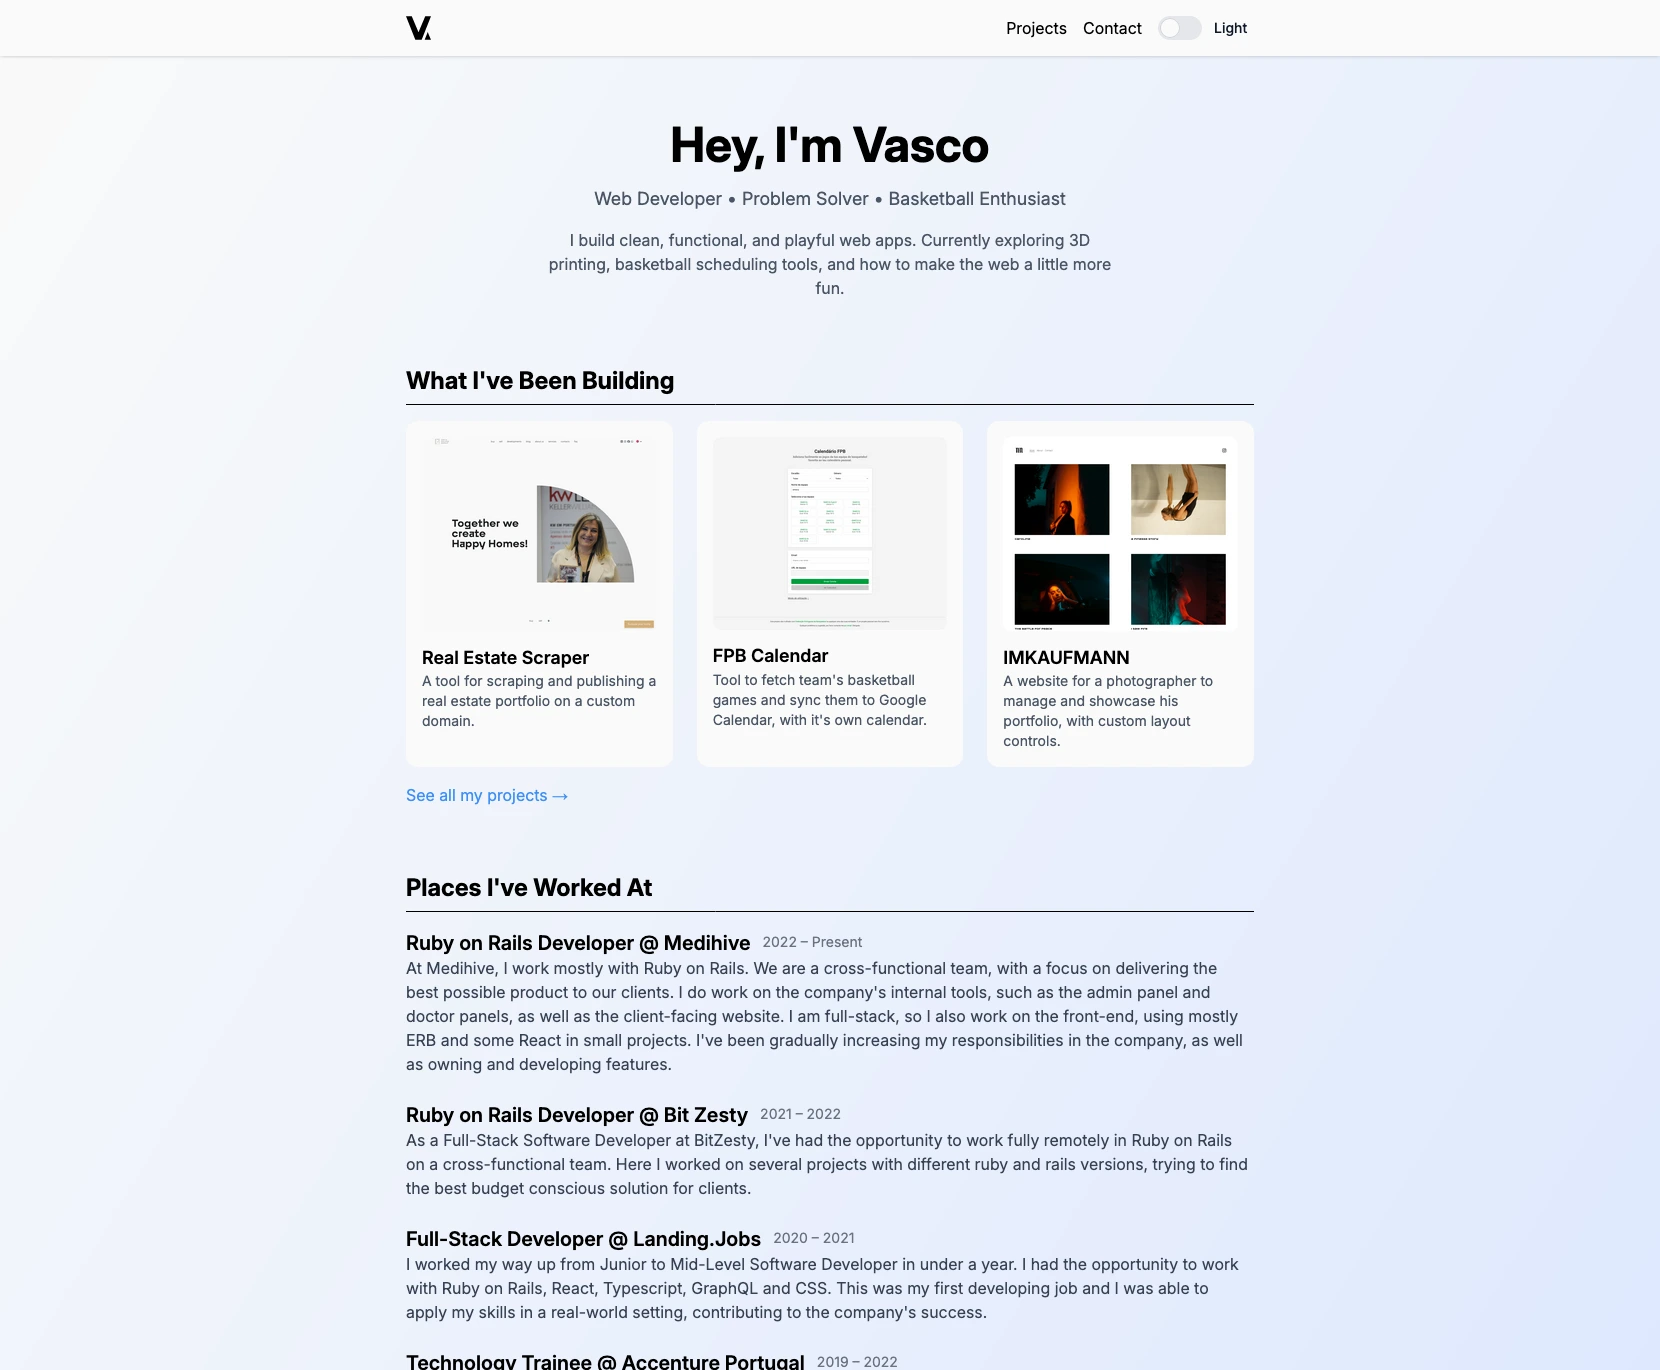 V.
Projects Contact Light
Hey, I'm Vasco
Web Developer • Problem Solver • Basketball Enthusiast
I build clean, functional, and playful web apps. Currently exploring 3D
printing, basketball scheduling tools, and how to make the web a little more
fun.
What I've Been Building
Together we
create
Happy Homes!
Real Estate Scraper
A tool for scraping and publishing a
real estate portfolio on a custom
domain.
Calendário FPB
FPB Calendar
Tool to fetch team's basketball
games and sync them to Google
Calendar, with it's own calendar.
IMKAUFMANN
A website for a photographer to
manage and showcase his
portfolio, with custom layout
controls.
See all my projects →
Places I've Worked At
Ruby on Rails Developer @ Medihive 2022 – Present
At Medihive, I work mostly with Ruby on Rails. We are a cross-functional team, with a focus on delivering the
best possible product to our clients. I do work on the company's internal tools, such as the admin panel and
doctor panels, as well as the client-facing website. I am full-stack, so I also work on the front-end, using mostly
ERB and some React in small projects. I've been gradually increasing my responsibilities in the company, as well
as owning and developing features.
Ruby on Rails Developer @ Bit Zesty 2021 – 2022
As a Full-Stack Software Developer at BitZesty, I've had the opportunity to work fully remotely in Ruby on Rails
on a cross-functional team. Here I worked on several projects with different ruby and rails versions, trying to find
the best budget conscious solution for clients.
Full-Stack Developer @ Landing.Jobs 2020 – 2021
I worked my way up from Junior to Mid-Level Software Developer in under a year. I had the opportunity to work
with Ruby on Rails, React, Typescript, GraphQL and CSS. This was my first developing job and I was able to
apply my skills in a real-world setting, contributing to the company's success.
Technology Trainee @ Accenture Portugal 2019 – 2022